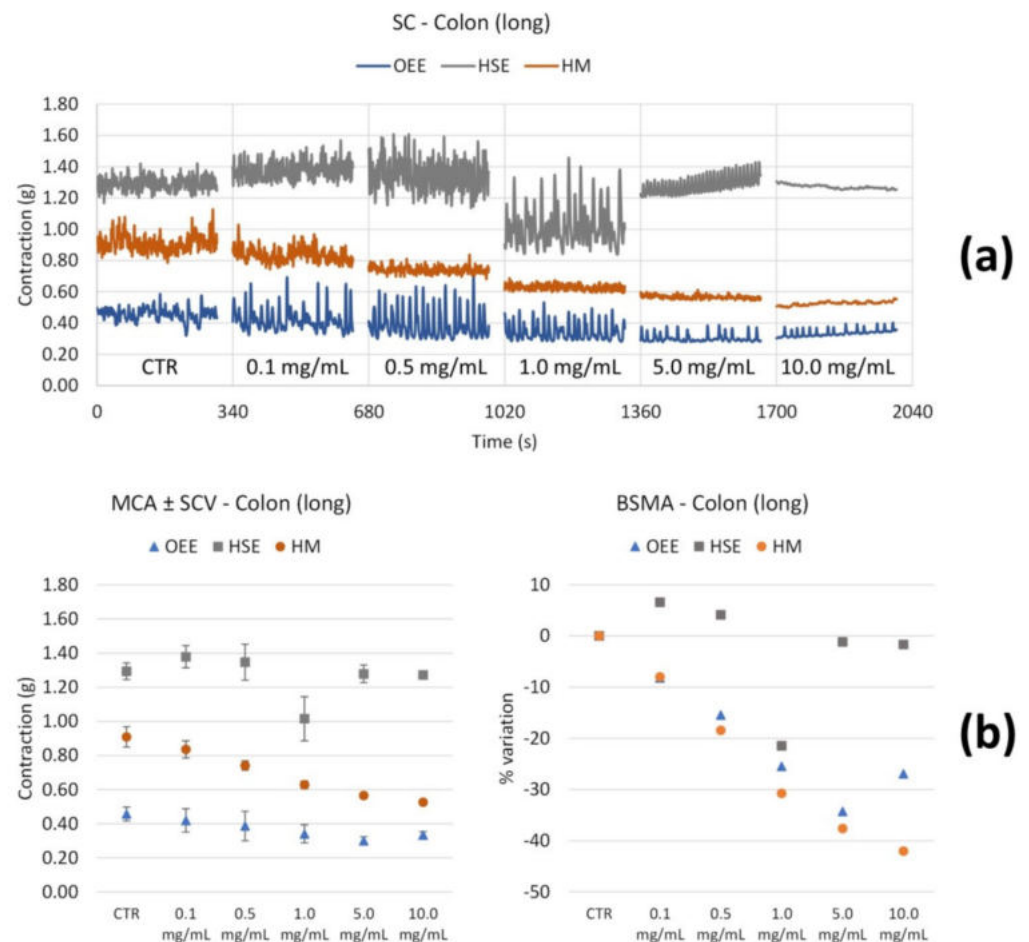 SC - Colon (long)
OEE HSE HM
1.80
1.60
1.40
1.20
1.00
0.80
0.60
0.40
0.20
0.00
Contraction (g)
CTR 0.1 mg/mL 0.5 mg/mL 1.0 mg/mL 5.0 mg/mL 10.0 mg/mL
0 340 680 1020 1360 1700 2040
Time (s)
(a)
MCA ± SCV - Colon (long)
OEE HSE HM
1.80
1.60
1.40
1.20
1.00
0.80
0.60
0.40
0.20
0.00
Contraction (g)
CTR 0.1 0.5 1.0 5.0 10.0
mg/mL mg/mL mg/mL mg/mL mg/mL
BSMA - Colon (long)
OEE HSE HM
10
0
-10
-20
-30
-40
-50
% variation
CTR 0.1 0.5 1.0 5.0 10.0
mg/mL mg/mL mg/mL mg/mL mg/mL
(b)